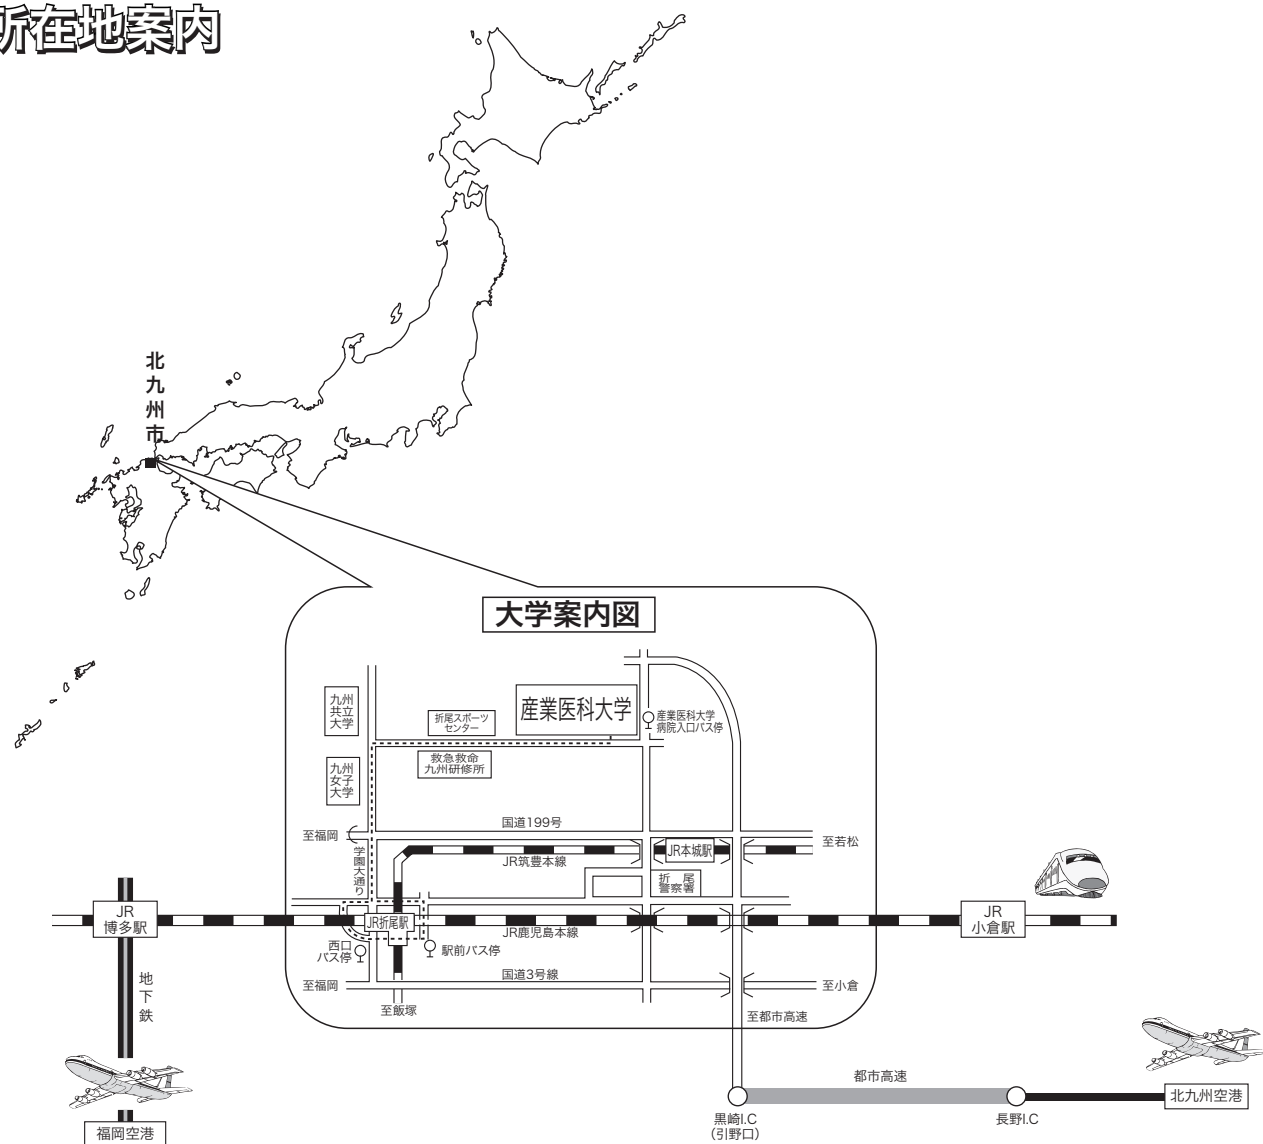 所在地案内
北九州市
大学案内図
九州
共立
大学
折尾スポーツ
センター
産業医科大学
産業医科大学
病院入口バス停
九州
女子
大学
救急救命
九州研修所
国道199号
至福岡
至若松
学園大通り
JR筑豊本線
JR本城駅
折尾
警察署
JR
博多駅
JR折尾駅
JR鹿児島本線
JR
小倉駅
西口
バス停
駅前バス停
地下鉄
国道3号線
至福岡
至小倉
至飯塚
至都市高速
都市高速
北九州空港
黒崎I.C
(引野口)
長野I.C
福岡空港